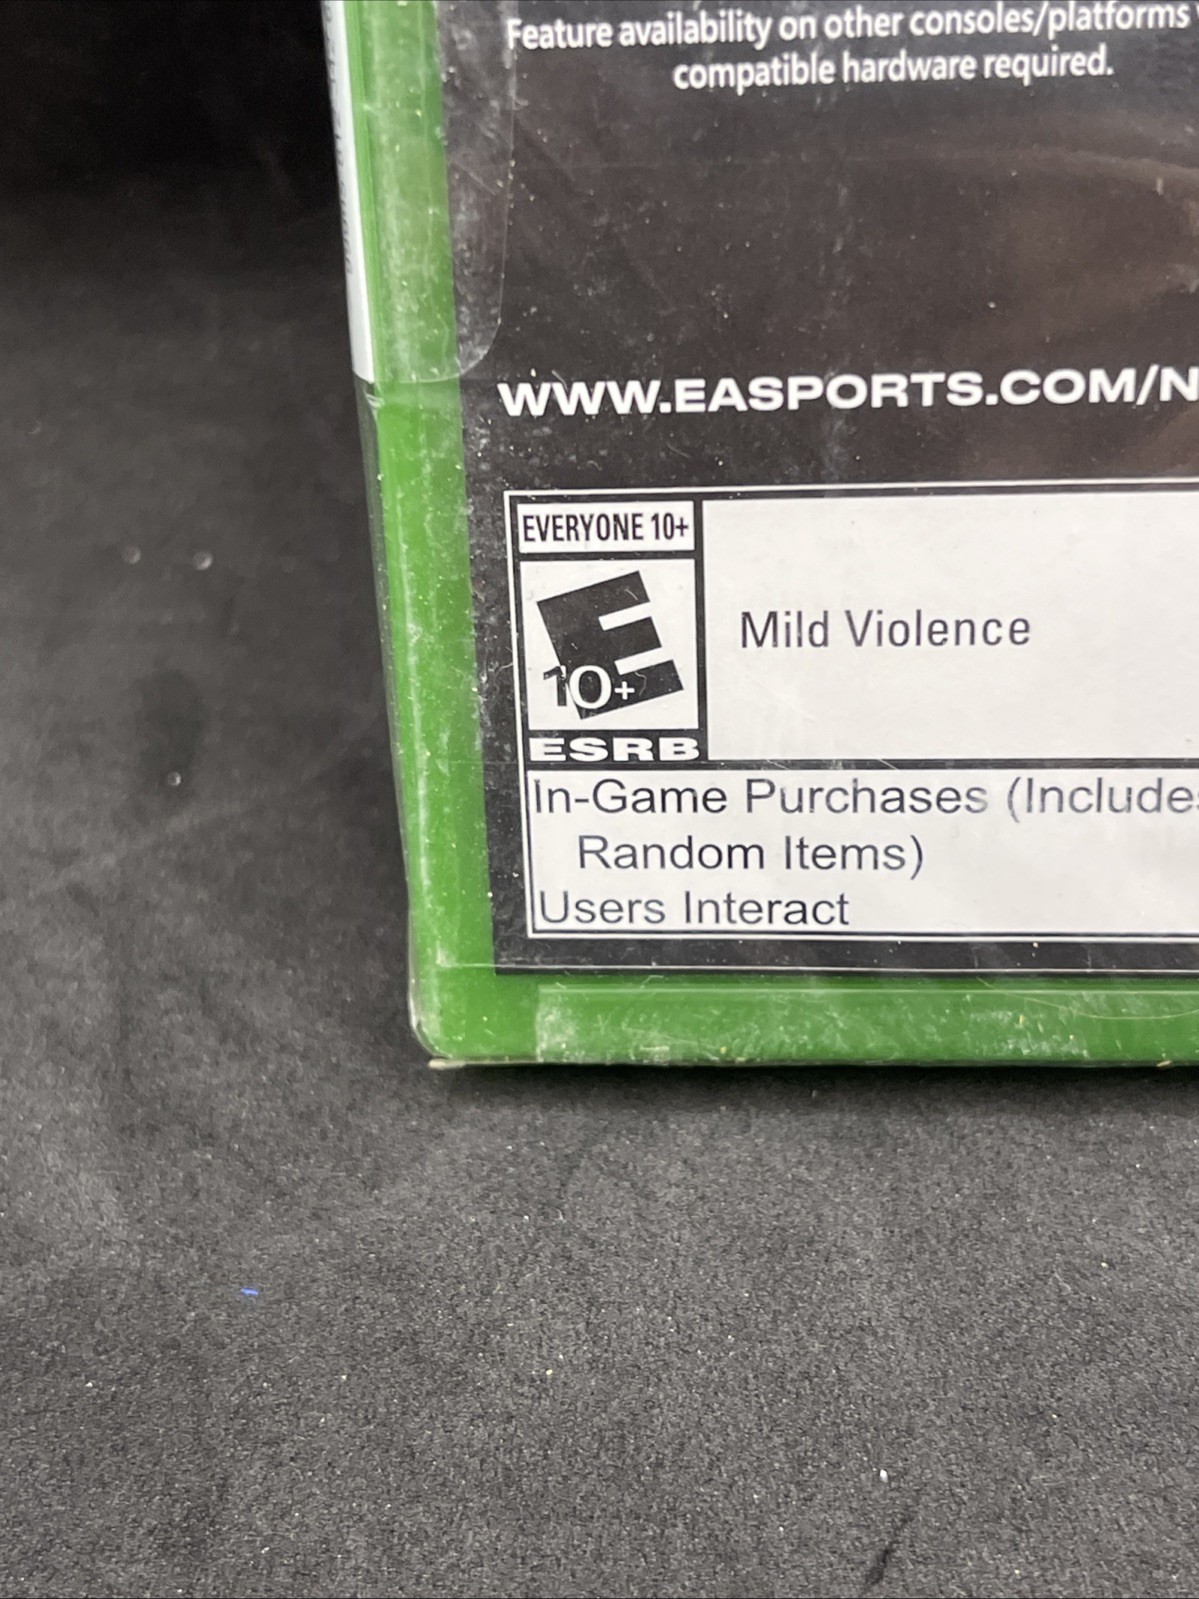 Feature availability on other consoles/platforms
compatible hardware required.
WWW.EASPORTS.COM/N
EVERYONE 10+
E
10+
ESRB
Mild Violence
In-Game Purchases (Includes
Random Items)
Users Interact